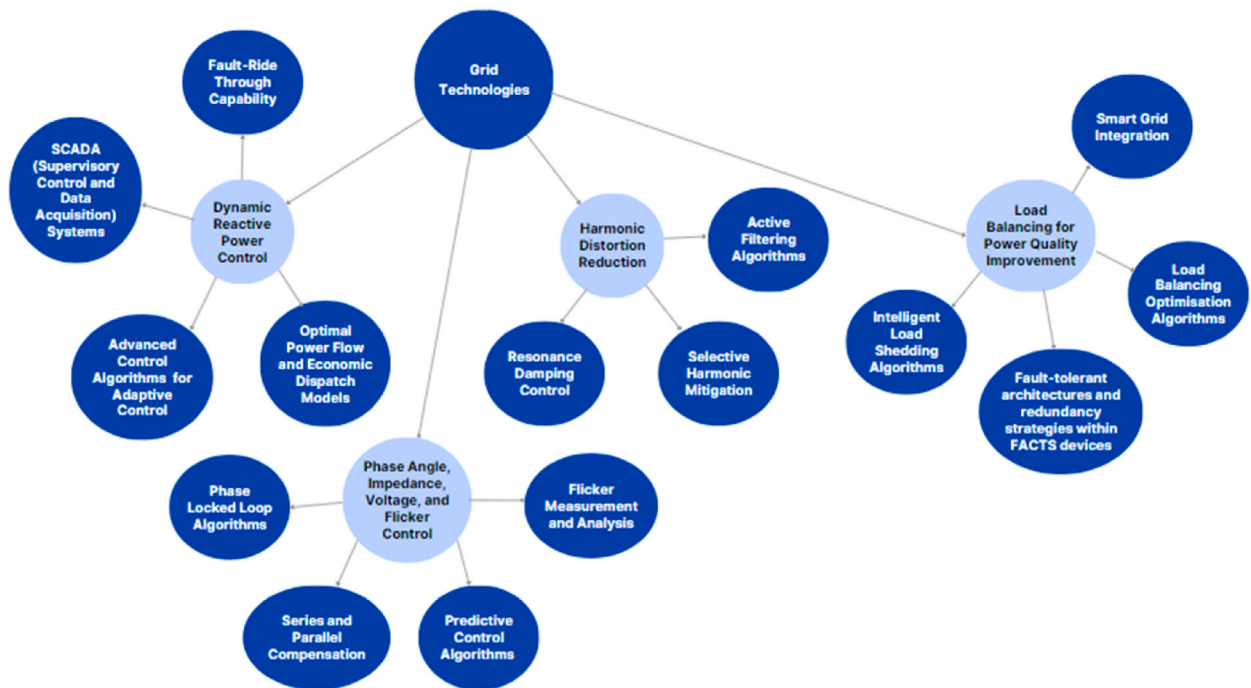 Grid
Technologies
Fault-Ride
Through
Capability
SCADA
(Supervisory
Control and
Data
Acquisition)
Systems
Dynamic
Reactive
Power
Control
Advanced
Control
Algorithms for
Adaptive
Control
Optimal
Power Flow
and Economic
Dispatch
Models
Harmonic
Distortion
Reduction
Active
Filtering
Algorithms
Resonance
Damping
Control
Selective
Harmonic
Mitigation
Smart Grid
Integration
Load
Balancing for
Power Quality
Improvement
Load
Balancing
Optimisation
Algorithms
Intelligent
Load
Shedding
Algorithms
Fault-tolerant
architectures and
redundancy
strategies within
FACTS devices
Phase Angle,
Impedance,
Voltage, and
Flicker
Control
Phase
Locked Loop
Algorithms
Flicker
Measurement
and Analysis
Series and
Parallel
Compensation
Predictive
Control
Algorithms